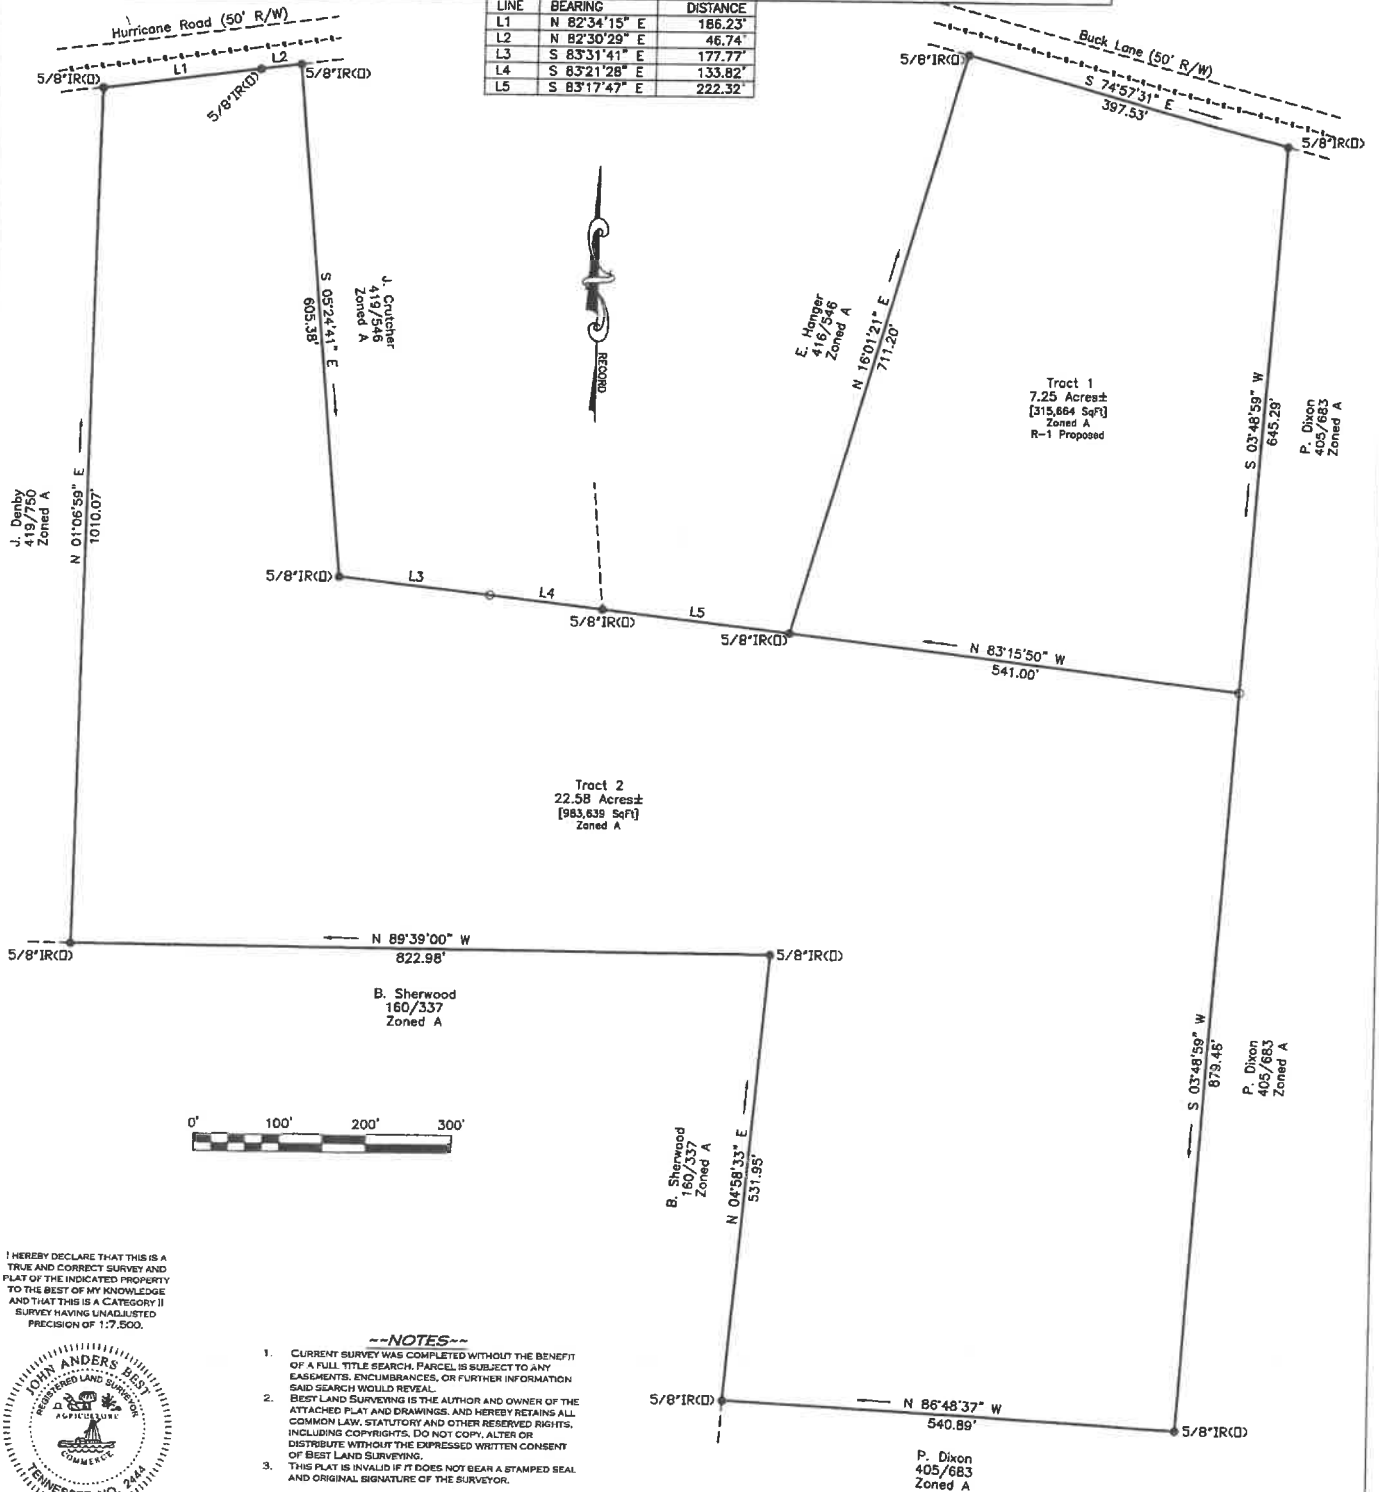 LINE BEARING DISTANCE
L1 N 82°34'15" E 186.23'
L2 N 82°30'29" E 46.74'
L3 S 83°31'41" E 177.77'
L4 S 83°21'28" E 133.82'
L5 S 83°17'47" E 222.32'
Hurricane Road (50' R/W)
5/8"IR(O)
L1
5/8"IR(O)
L2
5/8"IR(O)
Buck Lane (50' R/W)
5/8"IR(O)
S 74°57'31" E
397.53'
5/8"IR(O)
RECORD
J. Crutcher
419/546
Zoned A
S 05°24'41" E
605.38'
E. Hanger
416/546
Zoned A
N 16°01'21" E
711.20'
Tract 1
7.25 Acres±
[315,664 SqFt]
Zoned A
R-1 Proposed
S 03°48'59" W
645.29'
P. Dixon
405/683
Zoned A
J. Denby
419/750
Zoned A
N 01°06'59" E
1010.07'
5/8"IR(O)
L3
L4
5/8"IR(O)
L5
5/8"IR(O)
N 83°15'50" W
541.00'
Tract 2
22.58 Acres±
[983,639 SqFt]
Zoned A
5/8"IR(O)
N 89°39'00" W
822.98'
5/8"IR(O)
B. Sherwood
160/337
Zoned A
S 03°48'59" W
879.46'
P. Dixon
405/683
Zoned A
0' 100' 200' 300'
B. Sherwood
160/337
Zoned A
N 04°58'33" E
531.95'
5/8"IR(O)
N 86°48'37" W
540.89'
5/8"IR(O)
P. Dixon
405/683
Zoned A
I HEREBY DECLARE THAT THIS IS A
TRUE AND CORRECT SURVEY AND
PLAT OF THE INDICATED PROPERTY
TO THE BEST OF MY KNOWLEDGE
AND THAT THIS IS A CATEGORY II
SURVEY HAVING UNADJUSTED
PRECISION OF 1:7,500.
JOHN ANDERS BEST
REGISTERED LAND SURVEYOR
AGRICULTURE
COMMERCE
TENNESSEE NO. 2444
~~NOTES~~
1. CURRENT SURVEY WAS COMPLETED WITHOUT THE BENEFIT
OF A FULL TITLE SEARCH. PARCEL IS SUBJECT TO ANY
EASEMENTS, ENCUMBRANCES, OR FURTHER INFORMATION
SAID SEARCH WOULD REVEAL.
2. BEST LAND SURVEYING IS THE AUTHOR AND OWNER OF THE
ATTACHED PLAT AND DRAWINGS, AND HEREBY RETAINS ALL
COMMON LAW, STATUTORY AND OTHER RESERVED RIGHTS,
INCLUDING COPYRIGHTS. DO NOT COPY, ALTER OR
DISTRIBUTE WITHOUT THE EXPRESSED WRITTEN CONSENT
OF BEST LAND SURVEYING.
3. THIS PLAT IS INVALID IF IT DOES NOT BEAR A STAMPED SEAL
AND ORIGINAL SIGNATURE OF THE SURVEYOR.